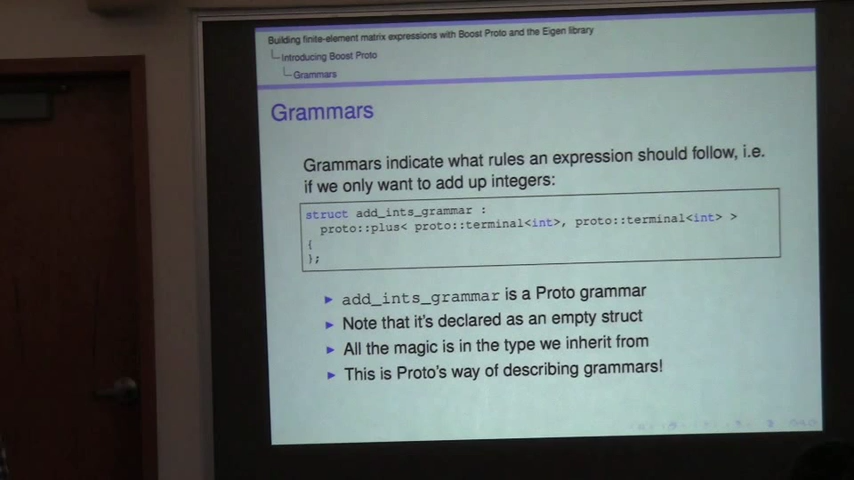 Building finite-element matrix expressions with Boost Proto and the Eigen library
Introducing Boost Proto
Grammars
Grammars
Grammars indicate what rules an expression should follow, i.e.
if we only want to add up integers:
struct add_ints_grammar :
proto::plus< proto::terminal<int>, proto::terminal<int> >
{
};
► add_ints_grammar is a Proto grammar
► Note that it's declared as an empty struct
► All the magic is in the type we inherit from
► This is Proto's way of describing grammars!